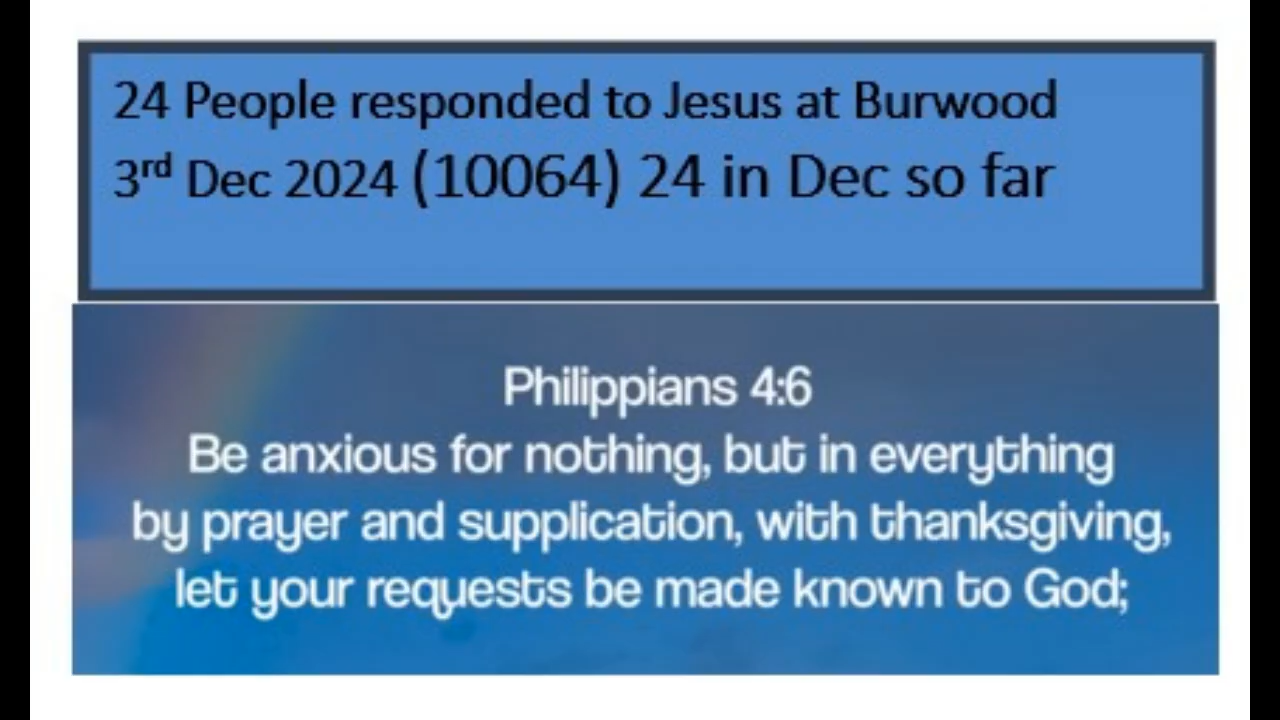 24 People responded to Jesus at Burwood
3rd Dec 2024 (10064) 24 in Dec so far
Philippians 4:6
Be anxious for nothing, but in everything
by prayer and supplication, with thanksgiving,
let your requests be made known to God;